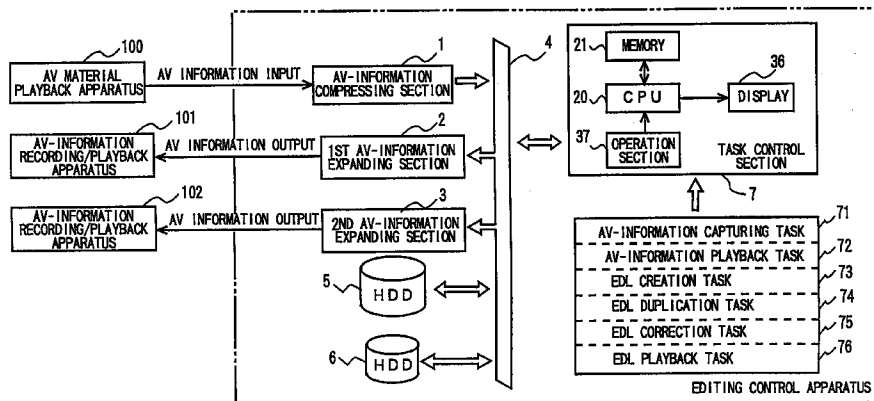 100
AV MATERIAL
PLAYBACK APPARATUS
AV INFORMATION INPUT
1
AV-INFORMATION
COMPRESSING SECTION
4
101
AV-INFORMATION
RECORDING/PLAYBACK
APPARATUS
AV INFORMATION OUTPUT
2
1ST AV-INFORMATION
EXPANDING SECTION
102
AV-INFORMATION
RECORDING/PLAYBACK
APPARATUS
AV INFORMATION OUTPUT
3
2ND AV-INFORMATION
EXPANDING SECTION
5
HDD
6
HDD
21
MEMORY
36
20
CPU
DISPLAY
37
OPERATION
SECTION
TASK CONTROL
SECTION
7
71
AV-INFORMATION CAPTURING TASK
72
AV-INFORMATION PLAYBACK TASK
73
EDL CREATION TASK
74
EDL DUPLICATION TASK
75
EDL CORRECTION TASK
76
EDL PLAYBACK TASK
EDITING CONTROL APPARATUS